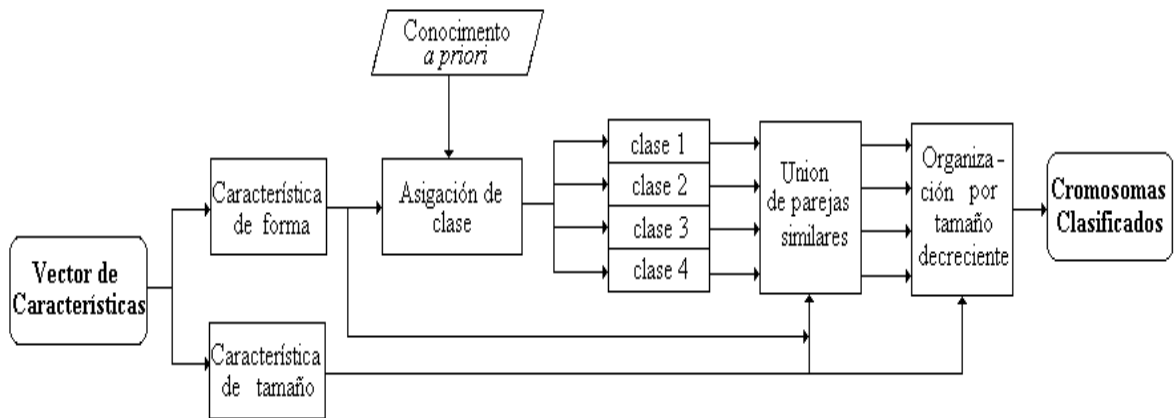 Conocimento
a priori
Vector de
Características
Característica
de forma
Característica
de tamaño
Asigación de
clase
clase 1
clase 2
clase 3
clase 4
Union
de parejas
similares
Organiza -
ción por
tamaño
decreciente
Cromosomas
Clasificados